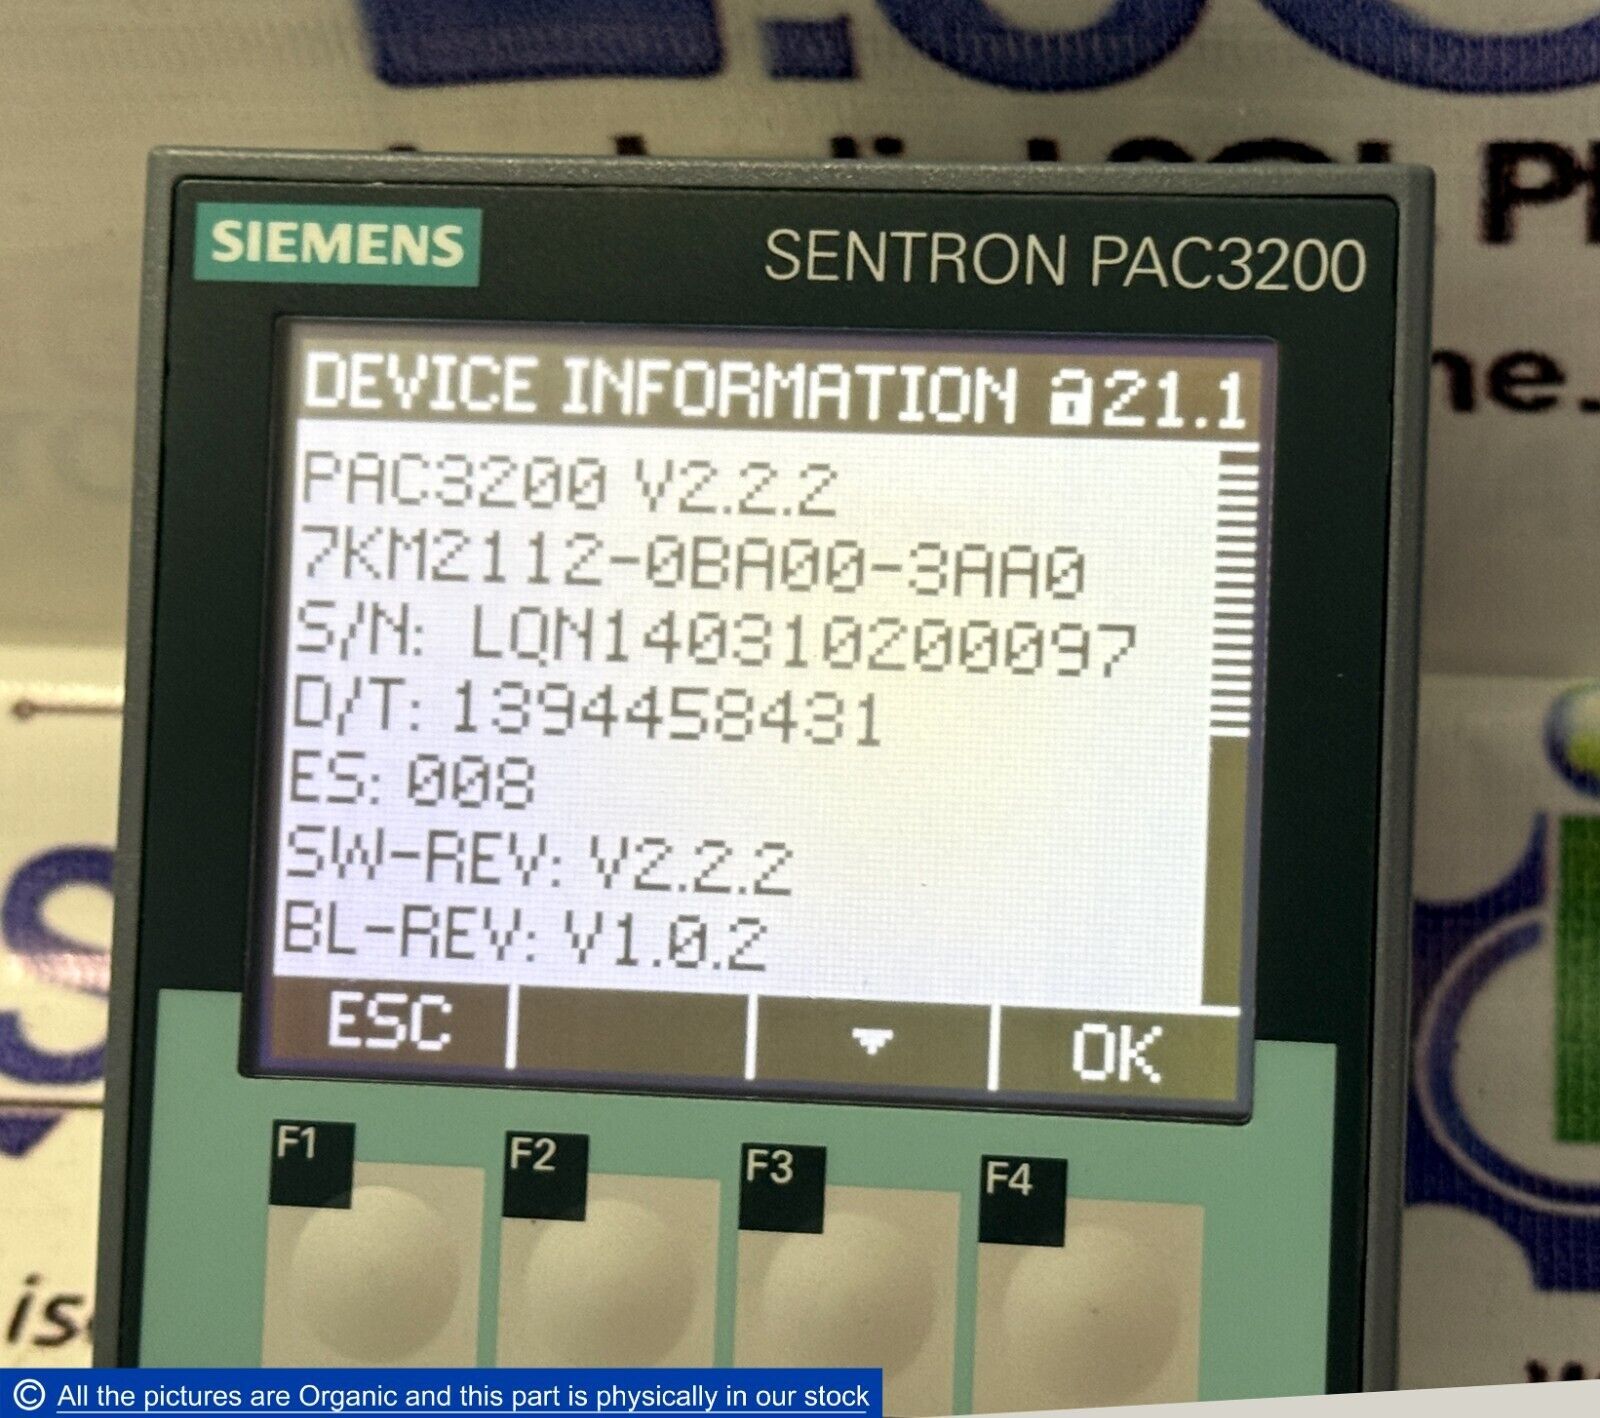 SIEMENS
SENTRON PAC3200
DEVICE INFORMATION 21.1
PAC3200 V2.2.2
7KM2112-0BA00-3AA0
S/N: LQN140310200097
D/T: 1394458431
ES: 008
SW-REV: V2.2.2
BL-REV: V1.0.2
ESC
OK
F1
F2
F3
F4
© All the pictures are Organic and this part is physically in our stock